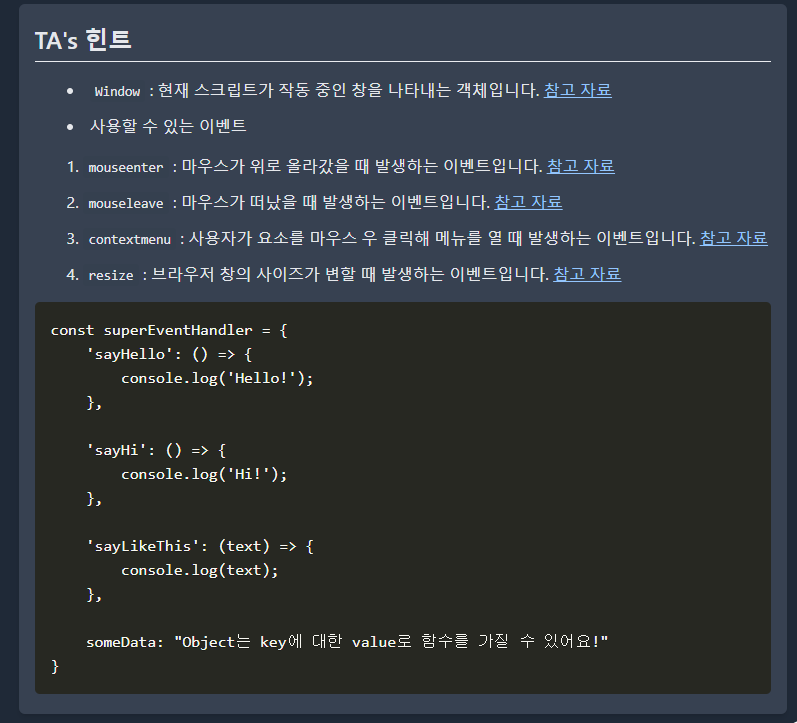 TA's 힌트
• Window : 현재 스크립트가 작동 중인 창을 나타내는 객체입니다. 참고 자료
• 사용할 수 있는 이벤트
1. mouseenter : 마우스가 위로 올라갔을 때 발생하는 이벤트입니다. 참고 자료
2. mouseleave : 마우스가 떠났을 때 발생하는 이벤트입니다. 참고 자료
3. contextmenu : 사용자가 요소를 마우스 우 클릭해 메뉴를 열 때 발생하는 이벤트입니다. 참고 자료
4. resize : 브라우저 창의 사이즈가 변할 때 발생하는 이벤트입니다. 참고 자료
const superEventHandler = {
    'sayHello': () => {
        console.log('Hello!');
    },
    'sayHi': () => {
        console.log('Hi!');
    },
    'sayLikeThis': (text) => {
        console.log(text);
    },
    someData: "Object는 key에 대한 value로 함수를 가질 수 있어요!"
}